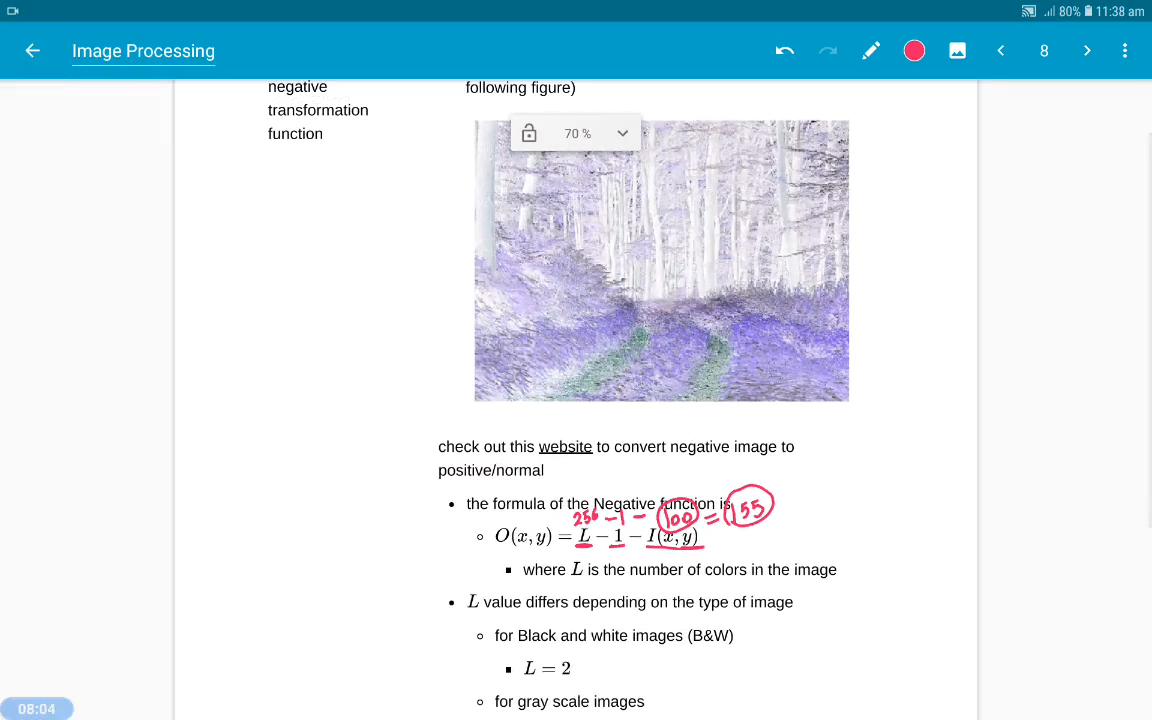 80% 11:38 am
Image Processing
8
negative
transformation
function
following figure)
70 %
check out this website to convert negative image to
positive/normal
• the formula of the Negative function is
256 - 1 - 100 = 155
O(x, y) = L − 1 − I(x, y)
▪ where L is the number of colors in the image
• L value differs depending on the type of image
for Black and white images (B&W)
▪ L = 2
for gray scale images
08:04